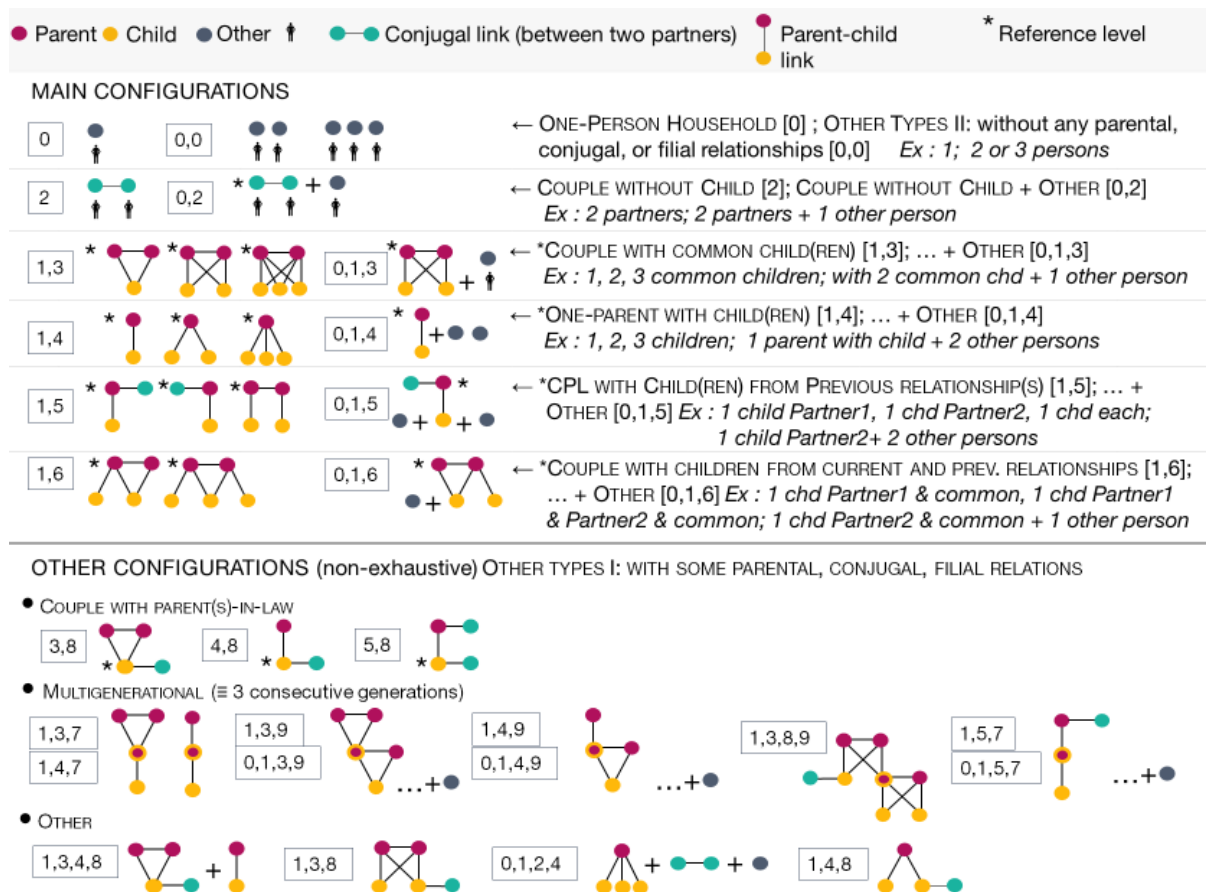 Parent Child Other Conjugal link (between two partners) Parent-child link *Reference level
MAIN CONFIGURATIONS
0 0,0 ← ONE-PERSON HOUSEHOLD [0] ; OTHER TYPES II: without any parental,
conjugal, or filial relationships [0,0] Ex : 1; 2 or 3 persons
2 0,2 * + ← COUPLE WITHOUT CHILD [2]; COUPLE WITHOUT CHILD + OTHER [0,2]
Ex : 2 partners; 2 partners + 1 other person
1,3 * * * 0,1,3 * + ← *COUPLE WITH COMMON CHILD(REN) [1,3]; ... + OTHER [0,1,3]
Ex : 1, 2, 3 common children; with 2 common chd + 1 other person
1,4 * * * 0,1,4 * + ← *ONE-PARENT WITH CHILD(REN) [1,4]; ... + OTHER [0,1,4]
Ex : 1, 2, 3 children; 1 parent with child + 2 other persons
1,5 * * * 0,1,5 * + + ← *CPL WITH CHILD(REN) FROM PREVIOUS RELATIONSHIP(S) [1,5]; ... +
OTHER [0,1,5] Ex : 1 child Partner1, 1 chd Partner2, 1 chd each;
1 child Partner2+ 2 other persons
1,6 * * 0,1,6 * + ← *COUPLE WITH CHILDREN FROM CURRENT AND PREV. RELATIONSHIPS [1,6];
... + OTHER [0,1,6] Ex : 1 chd Partner1 & common, 1 chd Partner1
& Partner2 & common; 1 chd Partner2 & common + 1 other person
OTHER CONFIGURATIONS (non-exhaustive) OTHER TYPES I: WITH SOME PARENTAL, CONJUGAL, FILIAL RELATIONS
• COUPLE WITH PARENT(S)-IN-LAW
3,8 * 4,8 * 5,8 *
• MULTIGENERATIONAL (≡ 3 consecutive generations)
1,3,7 1,3,9 1,4,9 1,3,8,9 1,5,7
1,4,7 0,1,3,9 ...+ 0,1,4,9 ...+ 0,1,5,7 ...+
• OTHER
1,3,4,8 + 1,3,8 0,1,2,4 + + 1,4,8